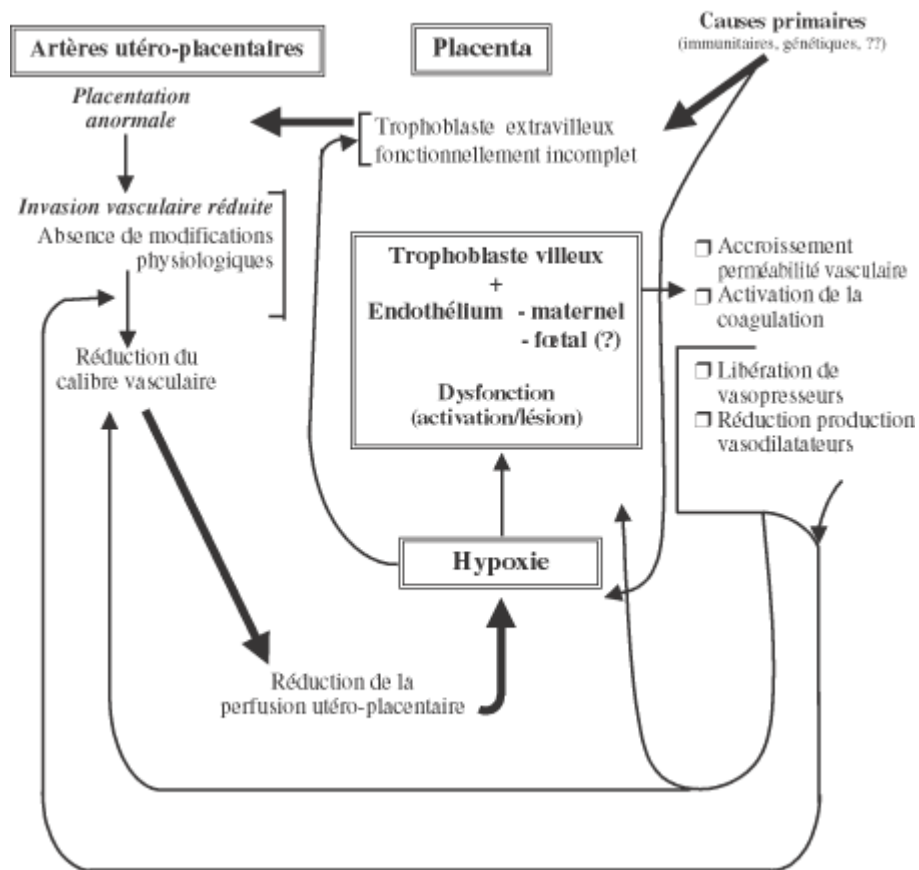 Artères utéro-placentaires
Placenta
Causes primaires
(immunitaires, génétiques, ??)
Placentation
anormale
Trophoblaste extravilleux
fonctionnellement incomplet
Invasion vasculaire réduite
Absence de modifications
physiologiques
Réduction du
calibre vasculaire
Trophoblaste villeux
+
Endothélium - maternel
- fœtal (?)
Dysfonction
(activation/lésion)
❒ Accroissement
perméabilité vasculaire
❒ Activation de la
coagulation
❒ Libération de
vasopresseurs
❒ Réduction production
vasodilatateurs
Hypoxie
Réduction de la
perfusion utéro-placentaire